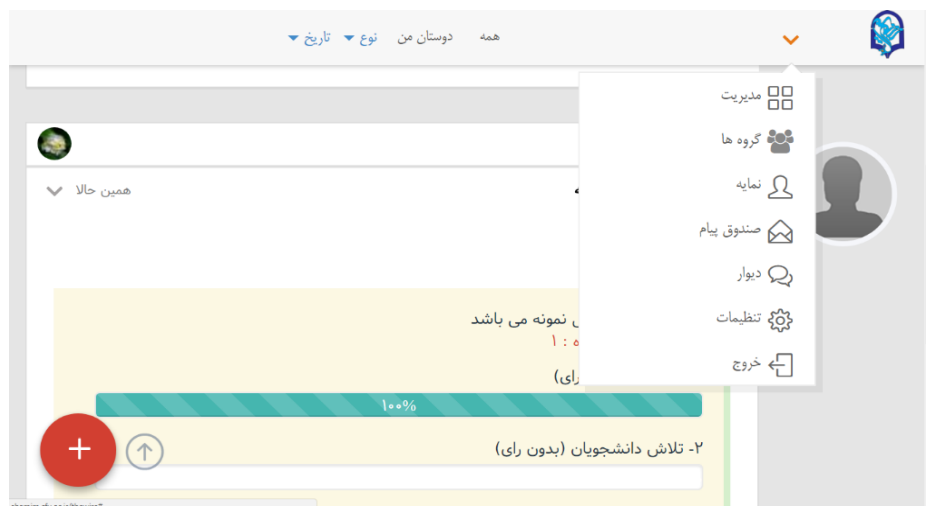 همه دوستان من نوع تاریخ
مدیریت
گروه ها
نمایه
صندوق پیام
دیوار
تنظیمات
خروج
همین حالا
نمونه می باشد
: ۱
رای)
۱۰۰%
۲- تلاش دانشجویان (بدون رای)